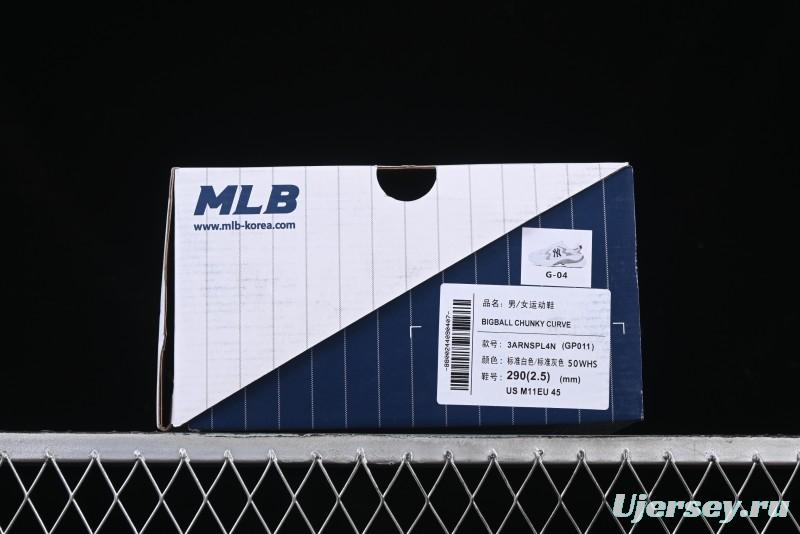 MLB
www.mlb-korea.com
NY
G-04
品名: 男/女运动鞋
BIGBALL CHUNKY CURVE
款号: 3ARNSPL4N (GP011)
颜色: 标准白色/标准灰色 50WHS
鞋号: 290(2.5) (mm)
US M11EU 45
Ujersey.ru